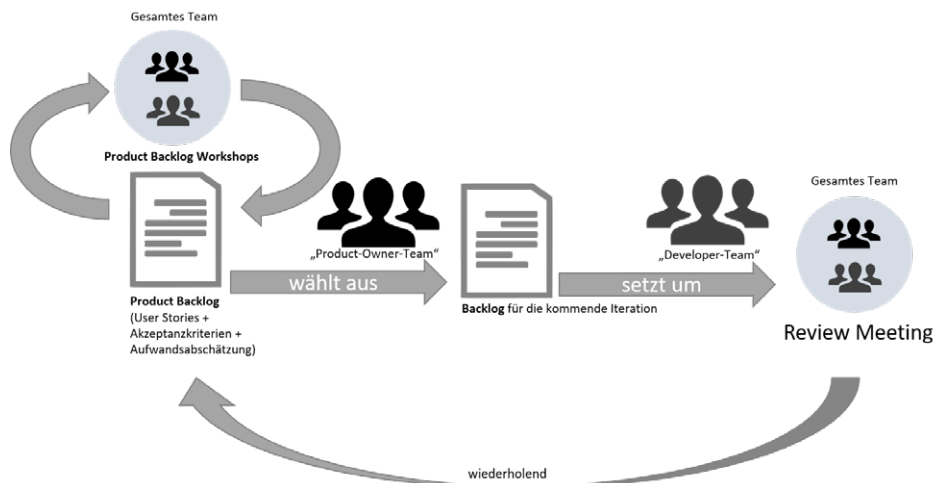 Gesamtes Team
Product Backlog Workshops
„Product-Owner-Team“
wählt aus
Product Backlog
(User Stories +
Akzeptanzkriterien +
Aufwandsabschätzung)
Backlog für die kommende Iteration
„Developer-Team“
setzt um
Gesamtes Team
Review Meeting
wiederholend